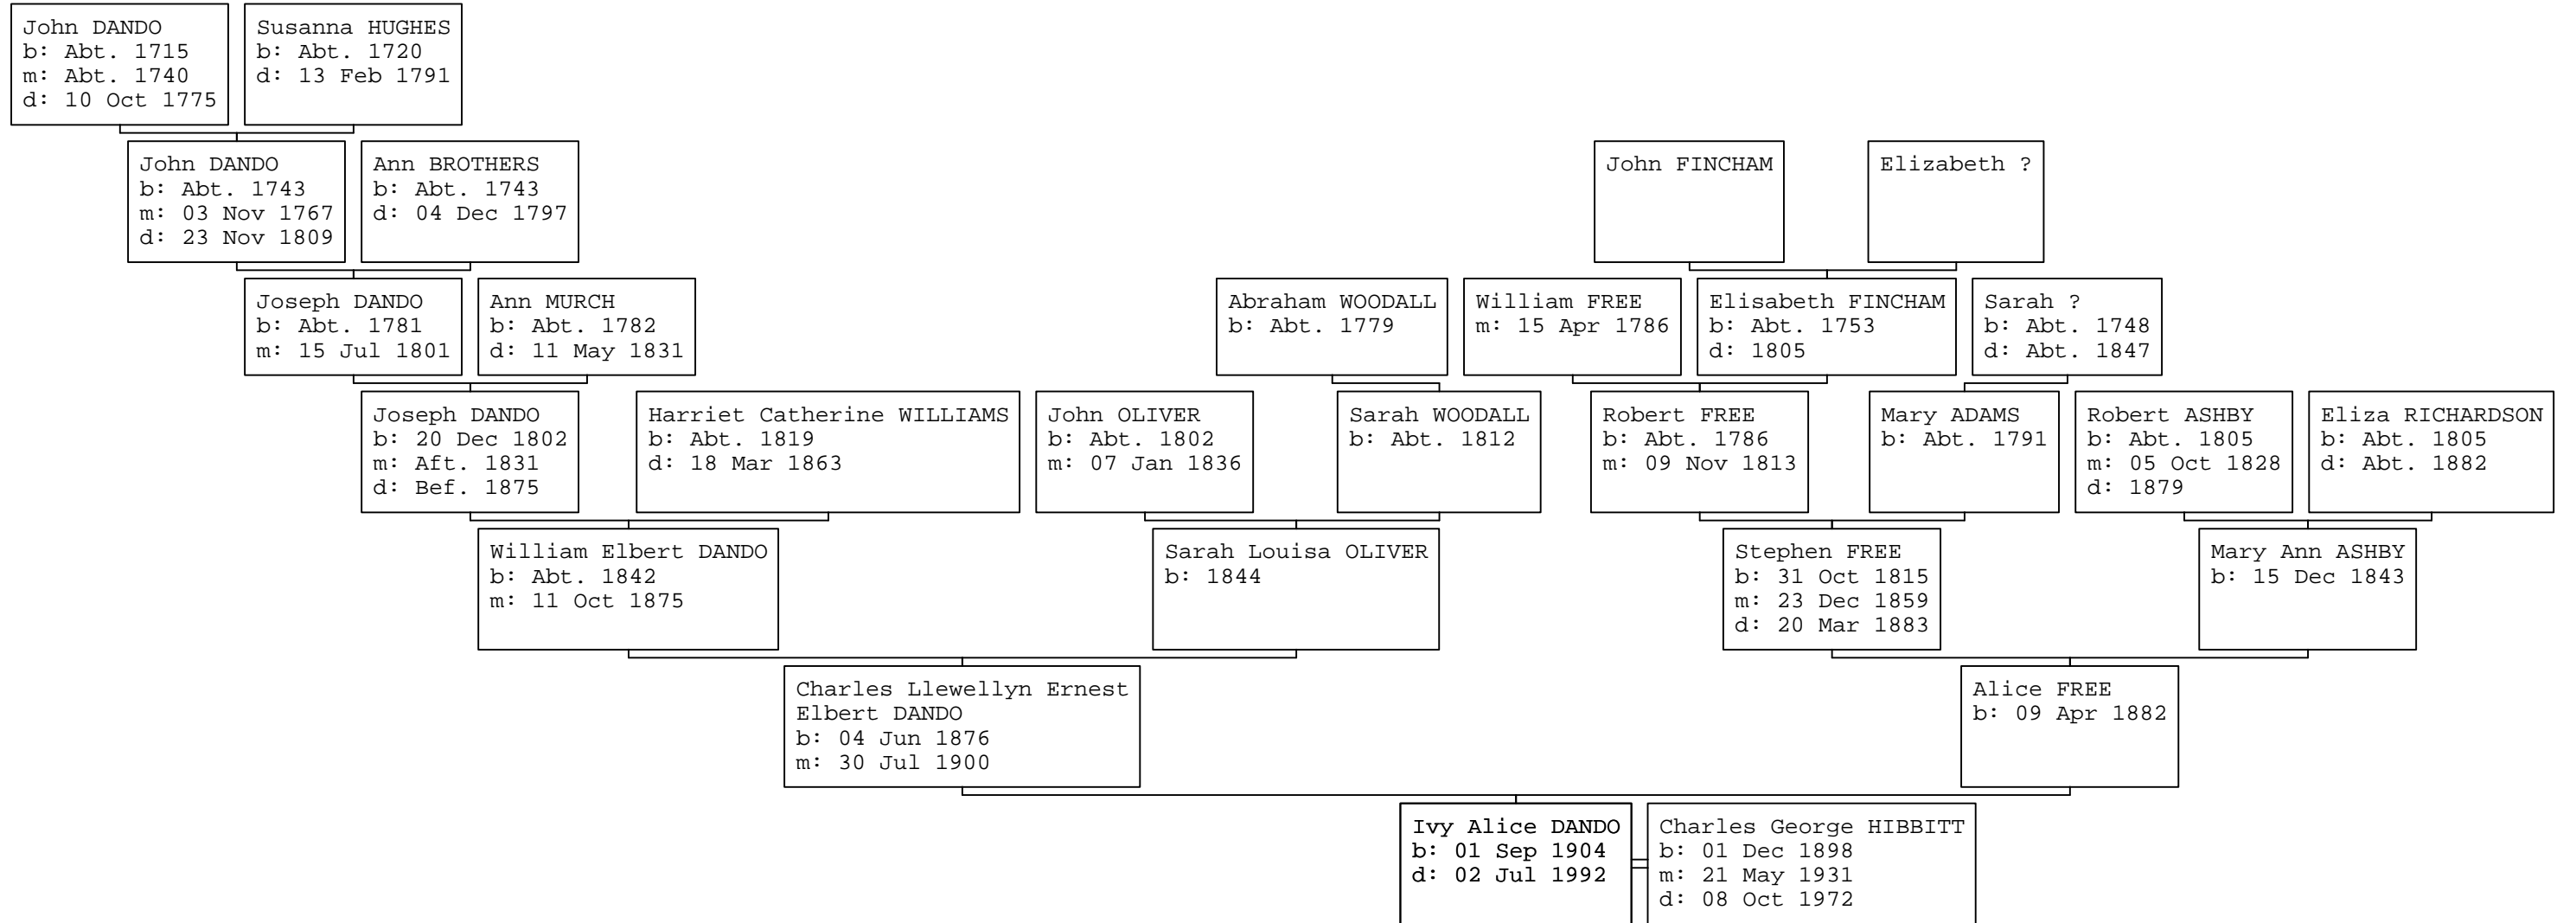 John DANDO
b: Abt. 1715
m: Abt. 1740
d: 10 Oct 1775
Susanna HUGHES
b: Abt. 1720
d: 13 Feb 1791
John DANDO
b: Abt. 1743
m: 03 Nov 1767
d: 23 Nov 1809
Ann BROTHERS
b: Abt. 1743
d: 04 Dec 1797
John FINCHAM
Elizabeth ?
Joseph DANDO
b: Abt. 1781
m: 15 Jul 1801
Ann MURCH
b: Abt. 1782
d: 11 May 1831
Abraham WOODALL
b: Abt. 1779
William FREE
m: 15 Apr 1786
Elisabeth FINCHAM
b: Abt. 1753
d: 1805
Sarah ?
b: Abt. 1748
d: Abt. 1847
Joseph DANDO
b: 20 Dec 1802
m: Aft. 1831
d: Bef. 1875
Harriet Catherine WILLIAMS
b: Abt. 1819
d: 18 Mar 1863
John OLIVER
b: Abt. 1802
m: 07 Jan 1836
Sarah WOODALL
b: Abt. 1812
Robert FREE
b: Abt. 1786
m: 09 Nov 1813
Mary ADAMS
b: Abt. 1791
Robert ASHBY
b: Abt. 1805
m: 05 Oct 1828
d: 1879
Eliza RICHARDSON
b: Abt. 1805
d: Abt. 1882
William Elbert DANDO
b: Abt. 1842
m: 11 Oct 1875
Sarah Louisa OLIVER
b: 1844
Stephen FREE
b: 31 Oct 1815
m: 23 Dec 1859
d: 20 Mar 1883
Mary Ann ASHBY
b: 15 Dec 1843
Charles Llewellyn Ernest
Elbert DANDO
b: 04 Jun 1876
m: 30 Jul 1900
Alice FREE
b: 09 Apr 1882
Ivy Alice DANDO
b: 01 Sep 1904
d: 02 Jul 1992
Charles George HIBBITT
b: 01 Dec 1898
m: 21 May 1931
d: 08 Oct 1972